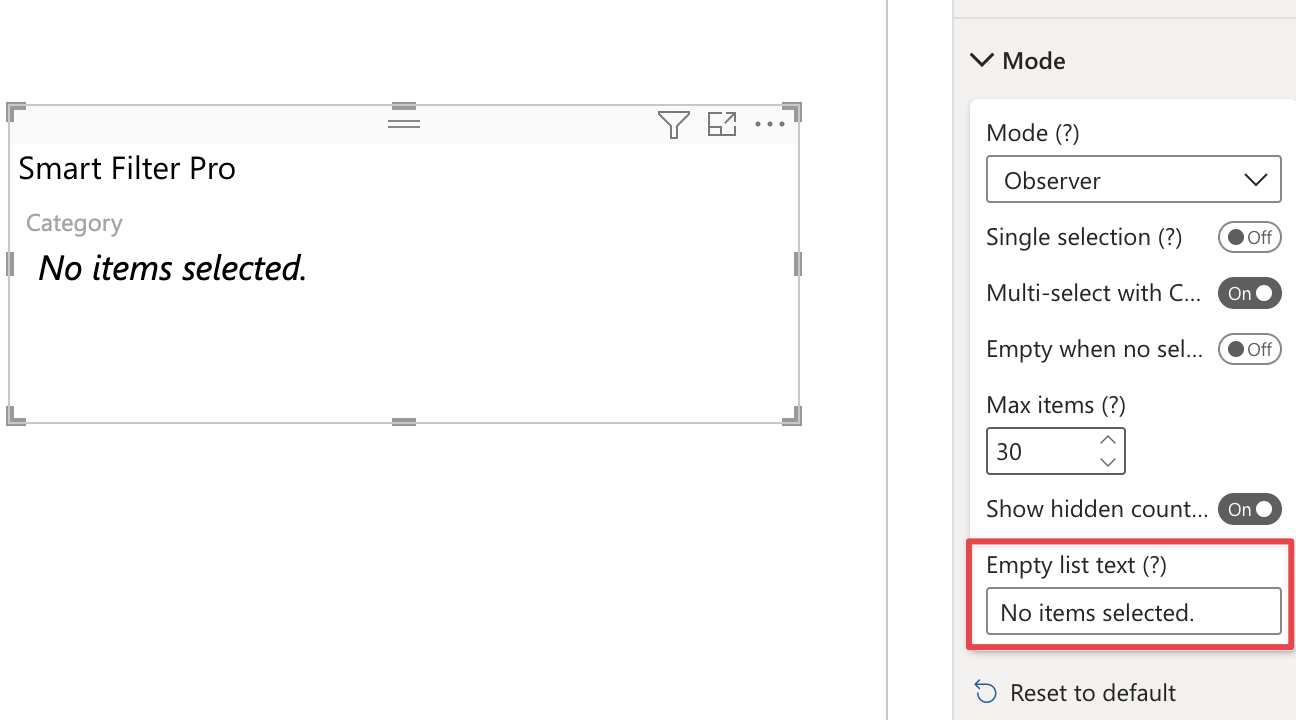 Smart Filter Pro
Category
No items selected.
Mode
Mode (?)
Observer
Single selection (?)
Off
Multi-select with C...
On
Empty when no sel...
Off
Max items (?)
30
Show hidden count...
On
Empty list text (?)
No items selected.
Reset to default